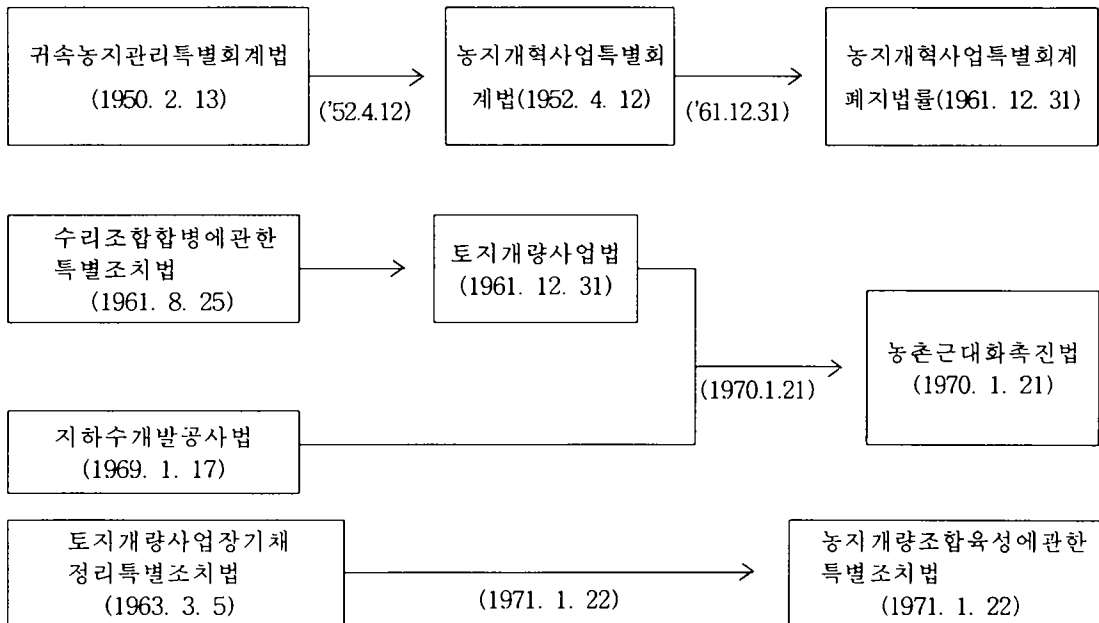 귀속농지관리특별회계법
(1950. 2. 13)
('52.4.12)
농지개혁사업특별회
계법(1952. 4. 12)
('61.12.31)
농지개혁사업특별회계
폐지법률(1961. 12. 31)
수리조합합병에관한
특별조치법
(1961. 8. 25)
토지개량사업법
(1961. 12. 31)
지하수개발공사법
(1969. 1. 17)
(1970.1.21)
농촌근대화촉진법
(1970. 1. 21)
토지개량사업장기채
정리특별조치법
(1963. 3. 5)
(1971. 1. 22)
농지개량조합육성에관한
특별조치법
(1971. 1. 22)